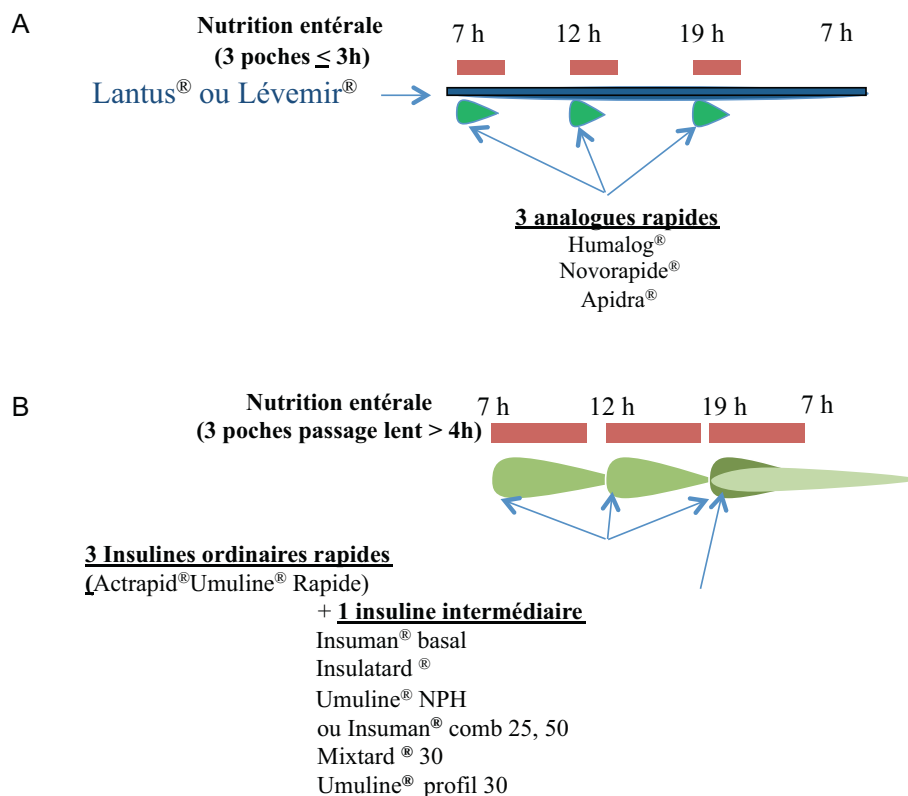 A
Nutrition entérale
(3 poches ≤ 3h)
7 h 12 h 19 h 7 h
Lantus® ou Lévemir®
3 analogues rapides
Humalog®
Novorapide®
Apidra®
B
Nutrition entérale
(3 poches passage lent > 4h)
7 h 12 h 19 h 7 h
3 Insulines ordinaires rapides
(Actrapid®Umuline® Rapide)
+ 1 insuline intermédiaire
Insuman® basal
Insulatard ®
Umuline® NPH
ou Insuman® comb 25, 50
Mixtard ® 30
Umuline® profil 30